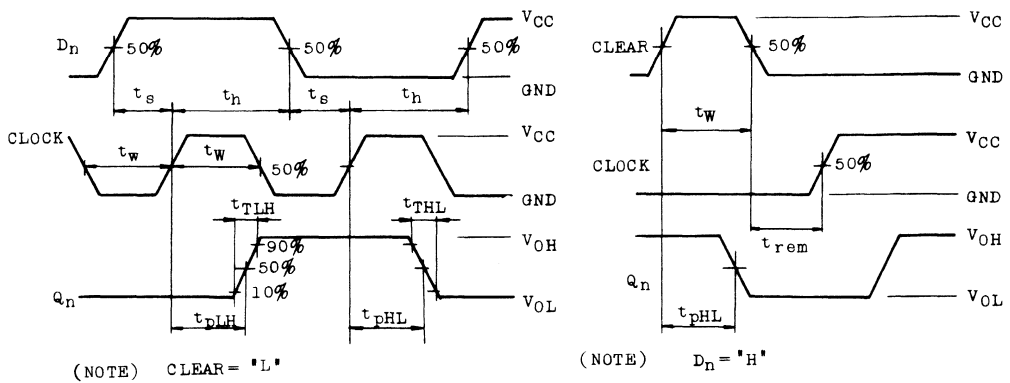 Dn 50% 50% 50% VCC
GND
ts th ts th
CLOCK VCC
tW tW 50%
GND
tTLH tTHL
90% VOH
50%
Qn 10% VOL
tpLH tpHL
(NOTE) CLEAR = "L"
CLEAR 50% VCC
GND
tW
VCC
CLOCK 50%
GND
trem
VOH
Qn
VOL
tpHL
(NOTE) Dn = "H"